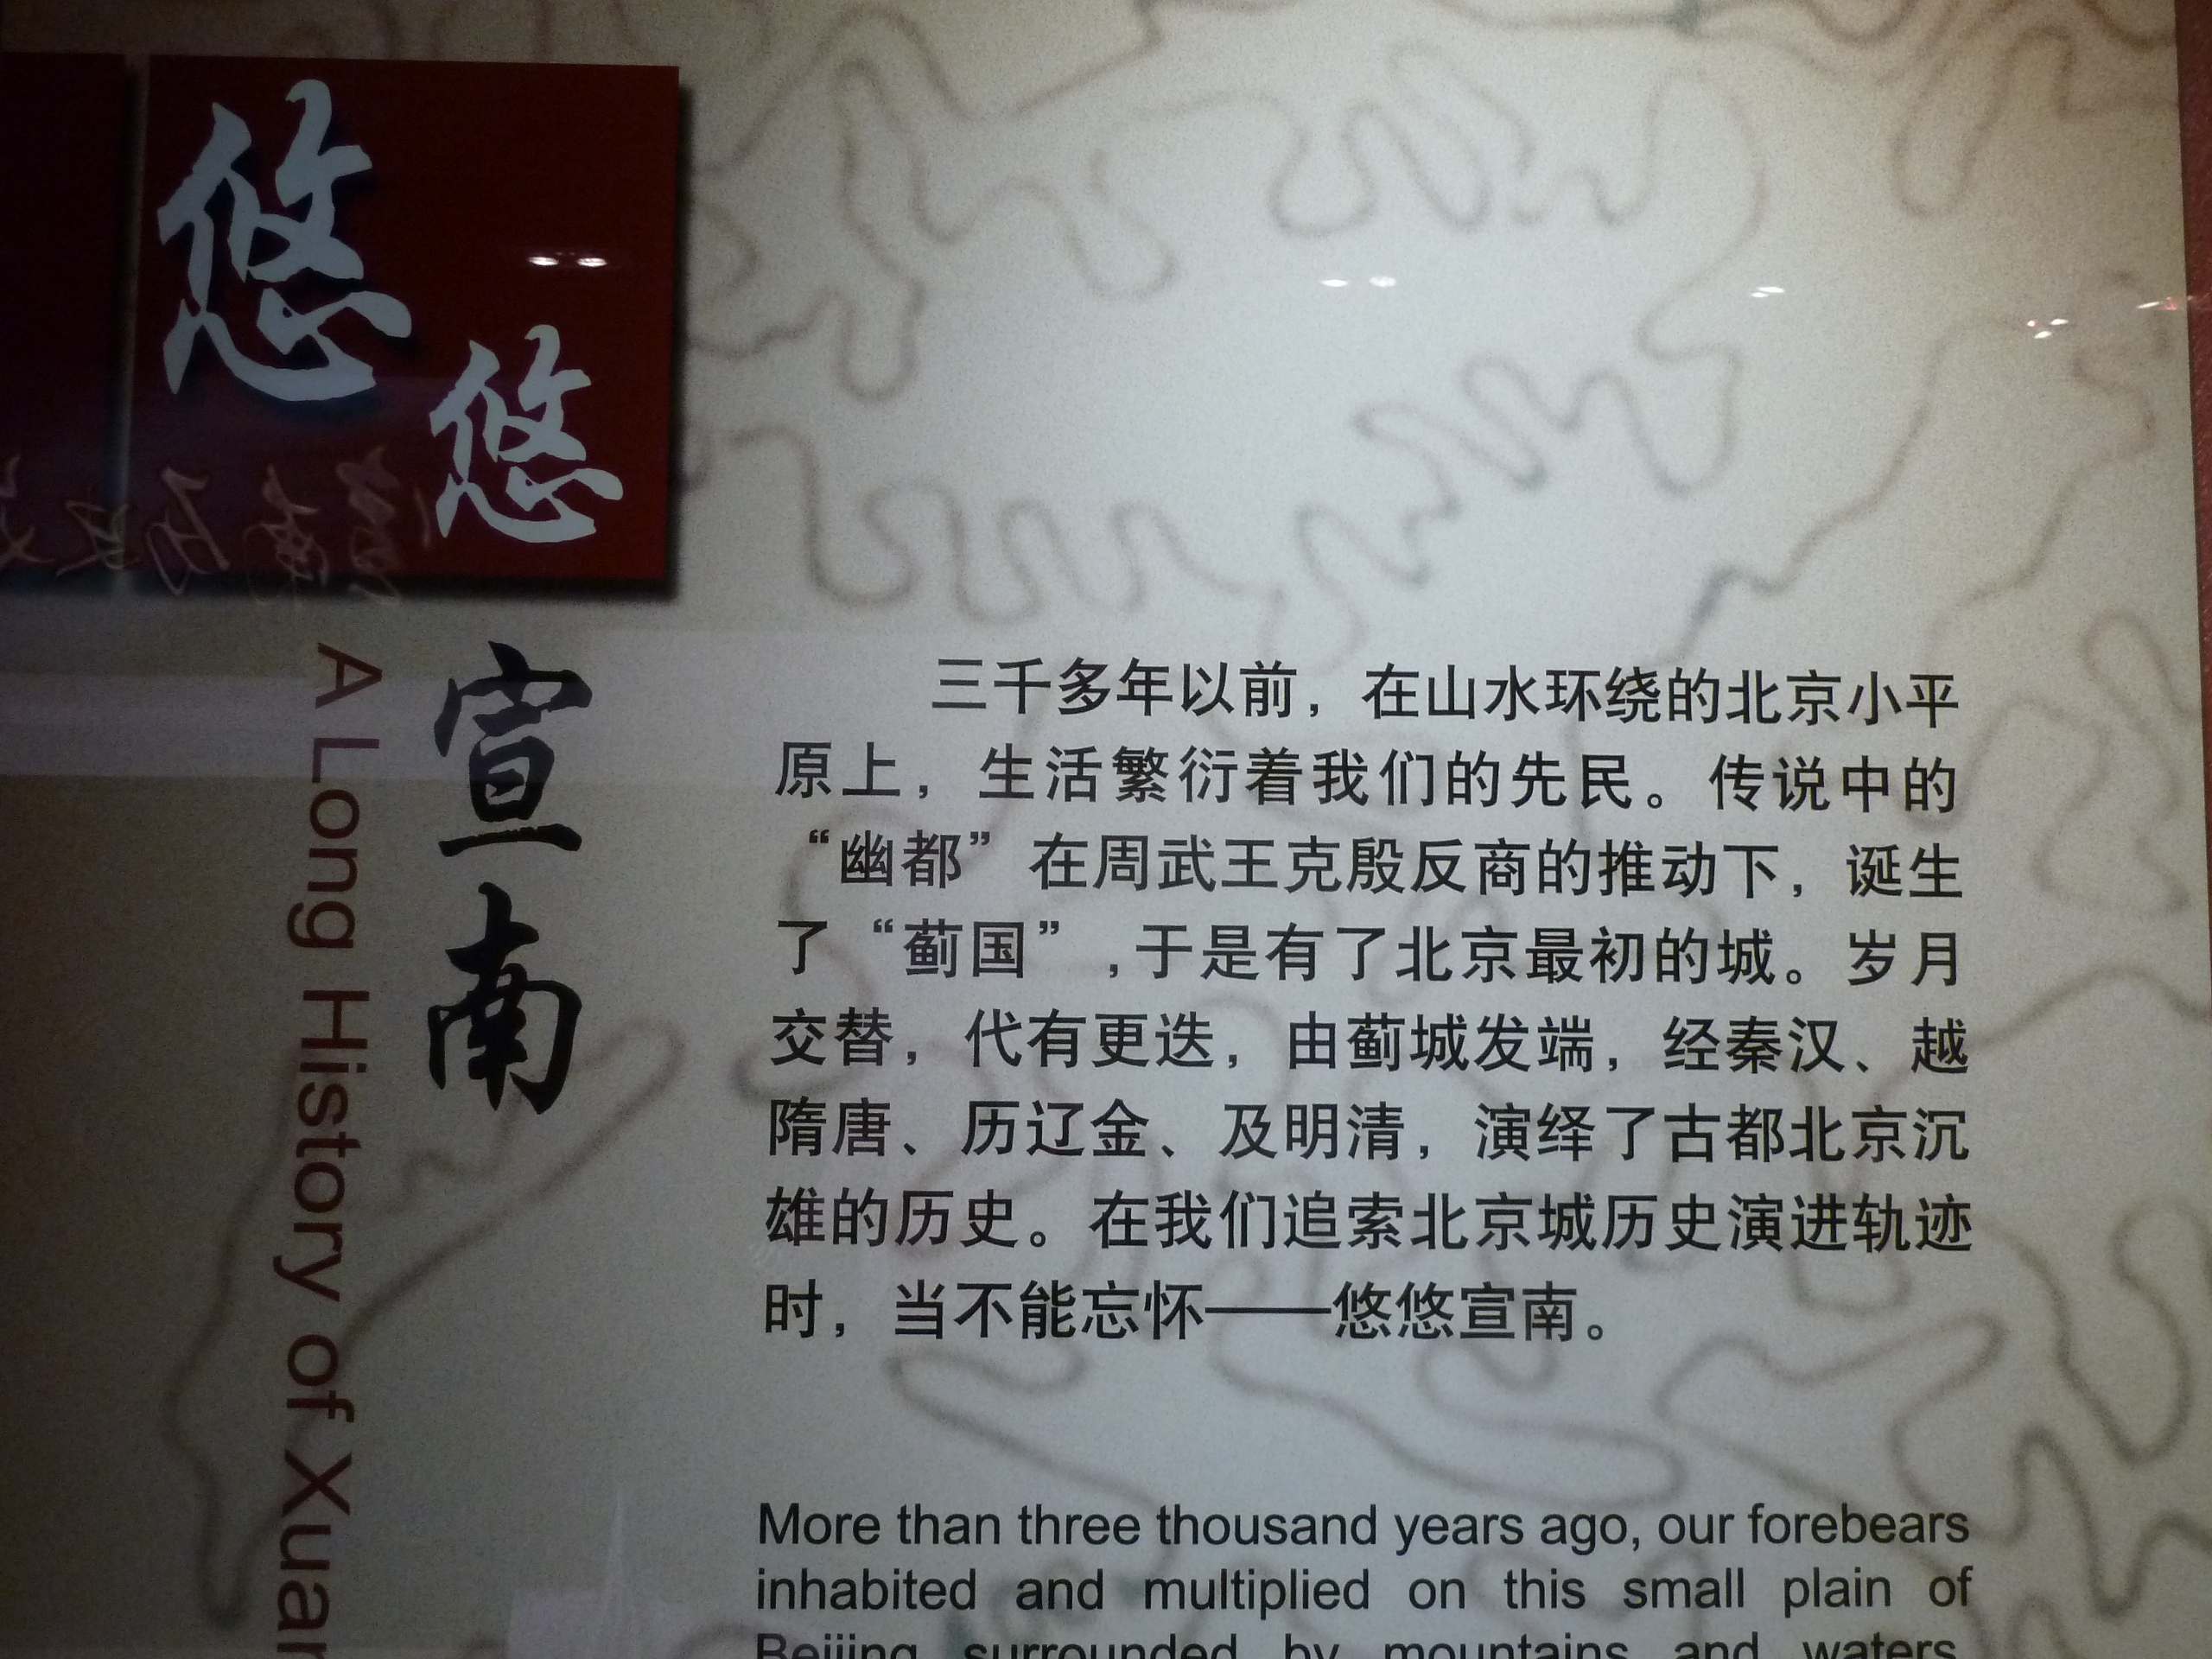 悠悠
宣南
A Long History of Xuan
三千多年以前，在山水环绕的北京小平
原上，生活繁衍着我们的先民。传说中的
“幽都”在周武王克殷反商的推动下，诞生
了“蓟国”,于是有了北京最初的城。岁月
交替，代有更迭，由蓟城发端，经秦汉、越
隋唐、历辽金、及明清，演绎了古都北京沉
雄的历史。在我们追索北京城历史演进轨迹
时，当不能忘怀——悠悠宣南。
More than three thousand years ago, our forebears
inhabited and multiplied on this small plain of
Beijing surrounded by mountains and waters.